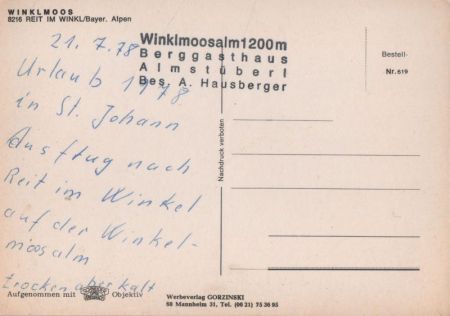 WINKLMOOS
8216 REIT IM WINKL/Bayer. Alpen
21.7.78
Urlaub 1978
in St. Johann
Ausflug nach
Reit im Winkel
auf der Winkel-
moosalm
trocken aber kalt
Winklmoosalm1200m
Berggasthaus
Almstüberl
Bes. A. Hausberger
Bestell-
Nr. 619
Nachdruck verboten
Aufgenommen mit
Objektiv
Werbeverlag GORZINSKI
68 Mannheim 31, Tel. (06 21) 75 36 95